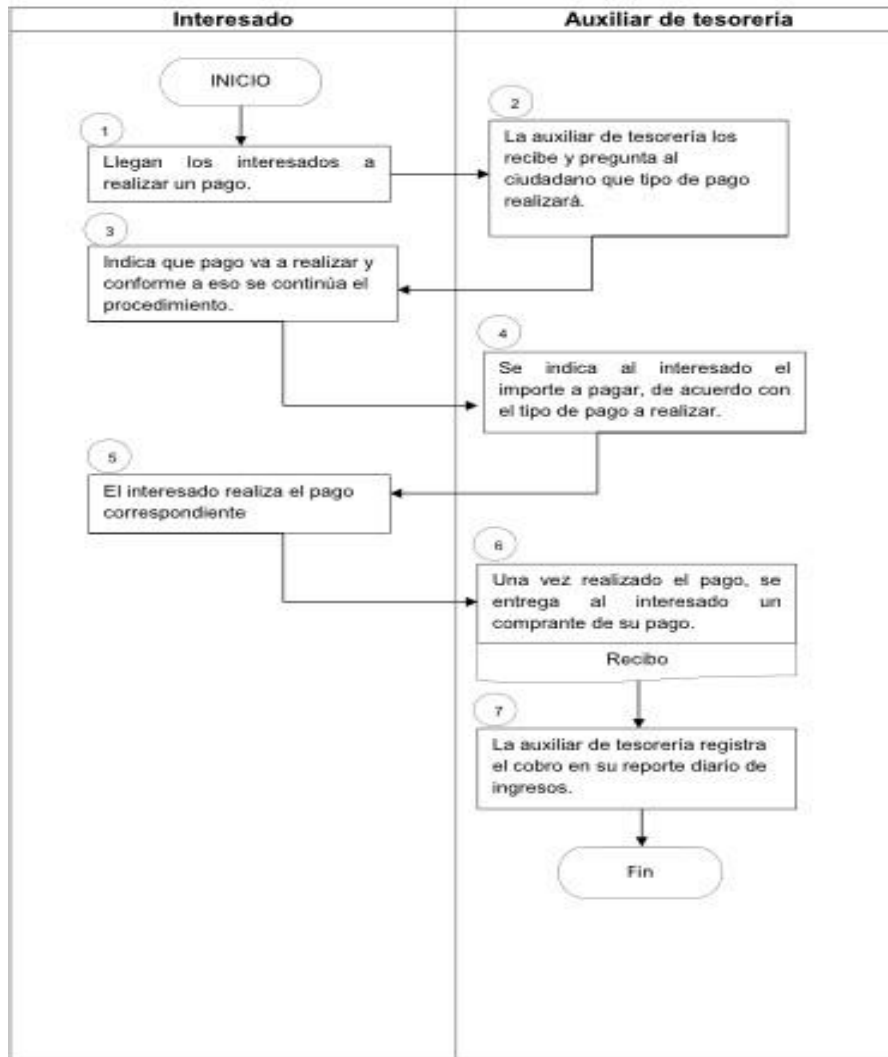 Interesado
Auxiliar de tesorería
INICIO
1
Llegan los interesados a
realizar un pago.
2
La auxiliar de tesorería los
recibe y pregunta al
ciudadano que tipo de pago
realizará.
3
Indica que pago va a realizar y
conforme a eso se continúa el
procedimiento.
4
Se indica al interesado el
importe a pagar, de acuerdo con
el tipo de pago a realizar.
5
El interesado realiza el pago
correspondiente
6
Una vez realizado el pago, se
entrega al interesado un
comprante de su pago.
Recibo
7
La auxiliar de tesorería registra
el cobro en su reporte diario de
ingresos.
Fin